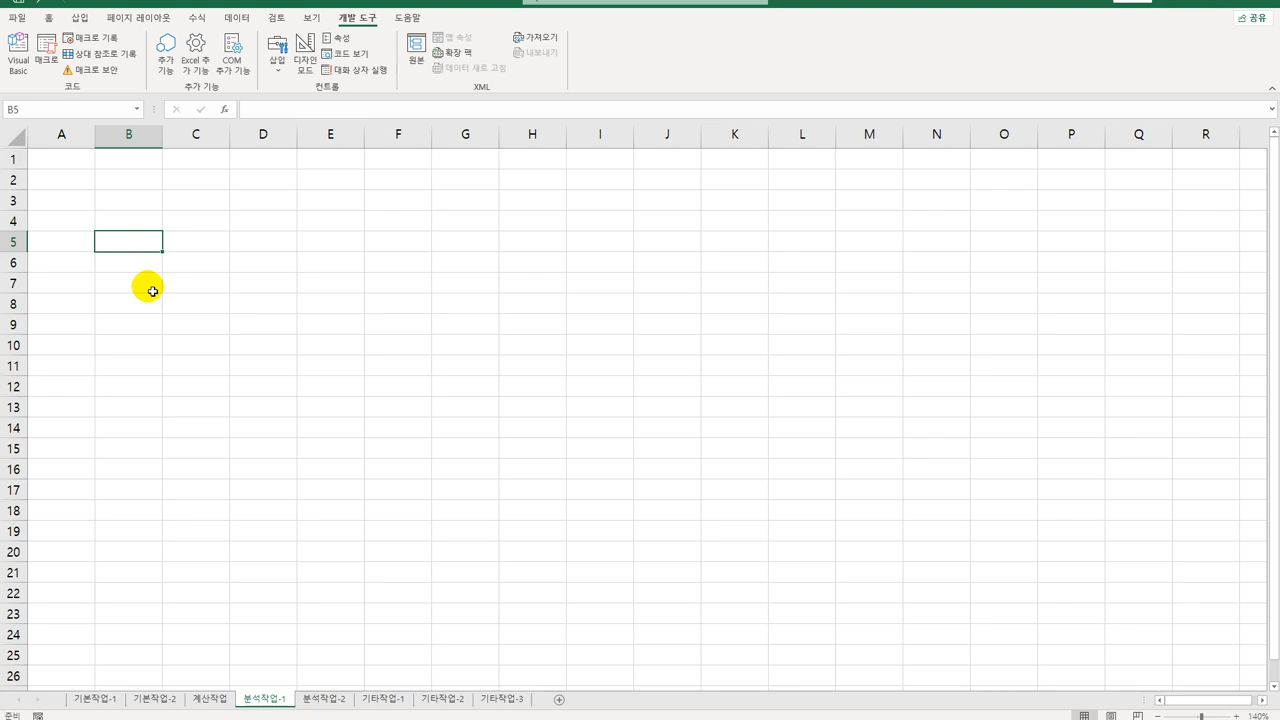 파일 홈 삽입 페이지 레이아웃 수식 데이터 검토 보기 개발 도구 도움말 공유
Visual Basic 매크로 매크로 기록 상대 참조로 기록 매크로 보안
추가 기능 Excel 추가 기능 COM 추가 기능
삽입 디자인 모드 속성 코드 보기 대화 상자 실행
원본 맵 속성 확장 팩 데이터 새로 고침 가져오기 내보내기
코드 추가 기능 컨트롤 XML
B5 fx
A B C D E F G H I J K L M N O P Q R
1
2
3
4
5
6
7
8
9
10
11
12
13
14
15
16
17
18
19
20
21
22
23
24
25
26
기본작업-1 기본작업-2 계산작업 분석작업-1 분석작업-2 기타작업-1 기타작업-2 기타작업-3
준비 140%